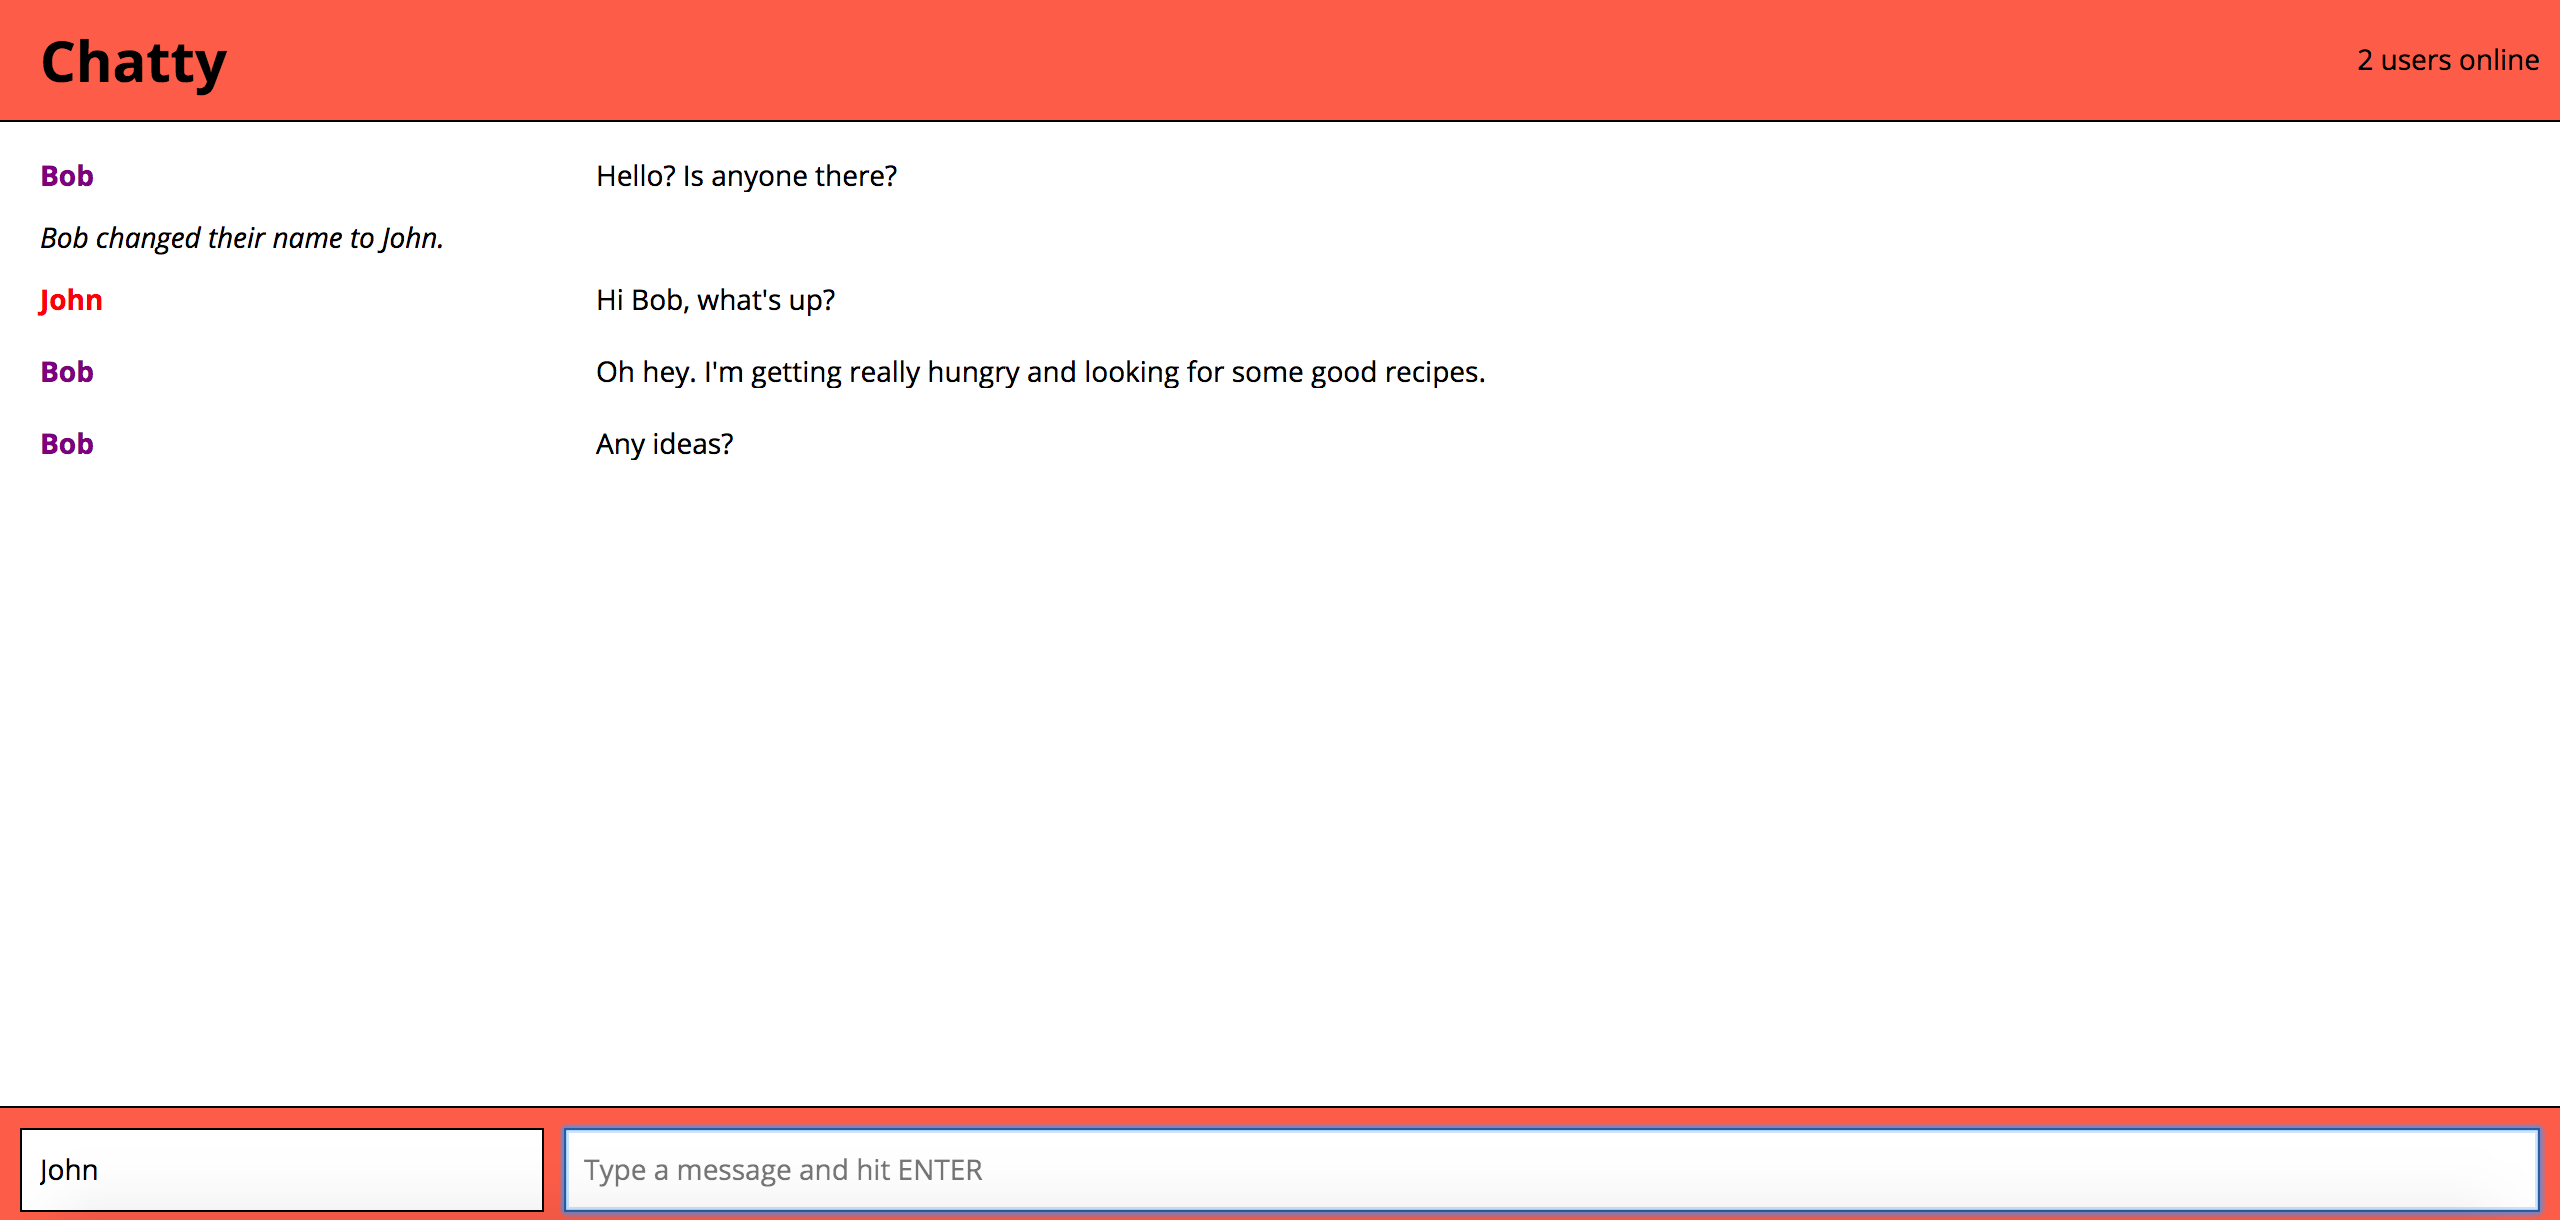 Chatty
2 users online
Bob Hello? Is anyone there?
Bob changed their name to John.
John Hi Bob, what's up?
Bob Oh hey. I'm getting really hungry and looking for some good recipes.
Bob Any ideas?
John
Type a message and hit ENTER